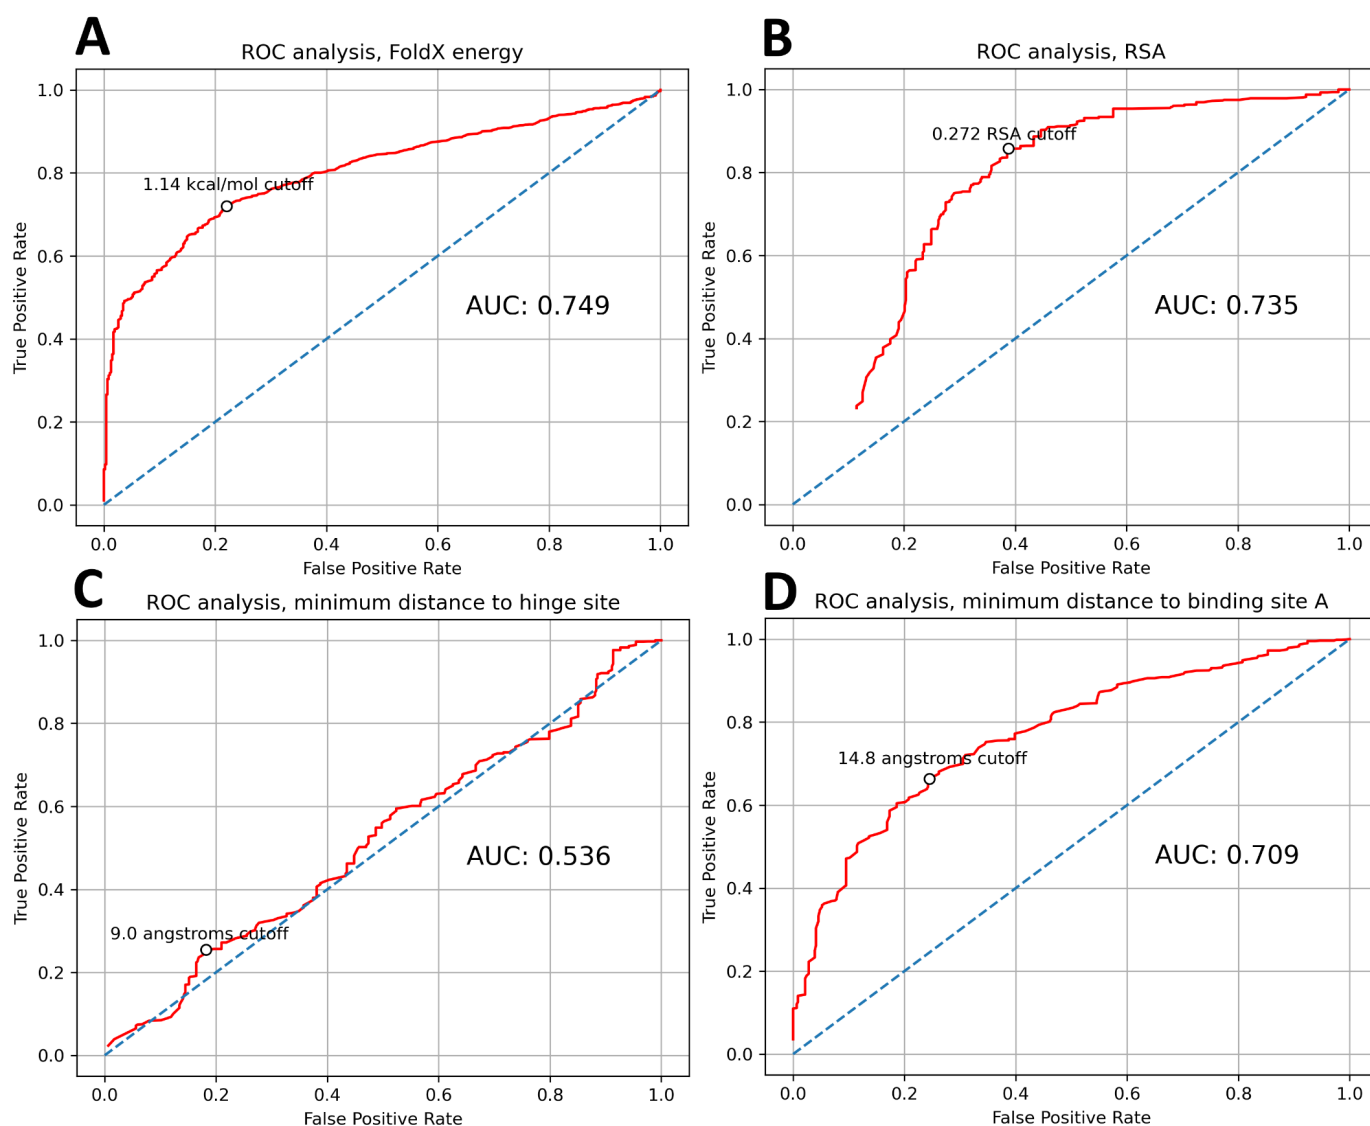 A
ROC analysis, FoldX energy
1.0
0.8
0.6
0.4
0.2
0.0
True Positive Rate
1.14 kcal/mol cutoff
AUC: 0.749
0.0 0.2 0.4 0.6 0.8 1.0
False Positive Rate
B
ROC analysis, RSA
1.0
0.8
0.6
0.4
0.2
0.0
True Positive Rate
0.272 RSA cutoff
AUC: 0.735
0.0 0.2 0.4 0.6 0.8 1.0
False Positive Rate
C
ROC analysis, minimum distance to hinge site
1.0
0.8
0.6
0.4
0.2
0.0
True Positive Rate
9.0 angstroms cutoff
AUC: 0.536
0.0 0.2 0.4 0.6 0.8 1.0
False Positive Rate
D
ROC analysis, minimum distance to binding site A
1.0
0.8
0.6
0.4
0.2
0.0
True Positive Rate
14.8 angstroms cutoff
AUC: 0.709
0.0 0.2 0.4 0.6 0.8 1.0
False Positive Rate